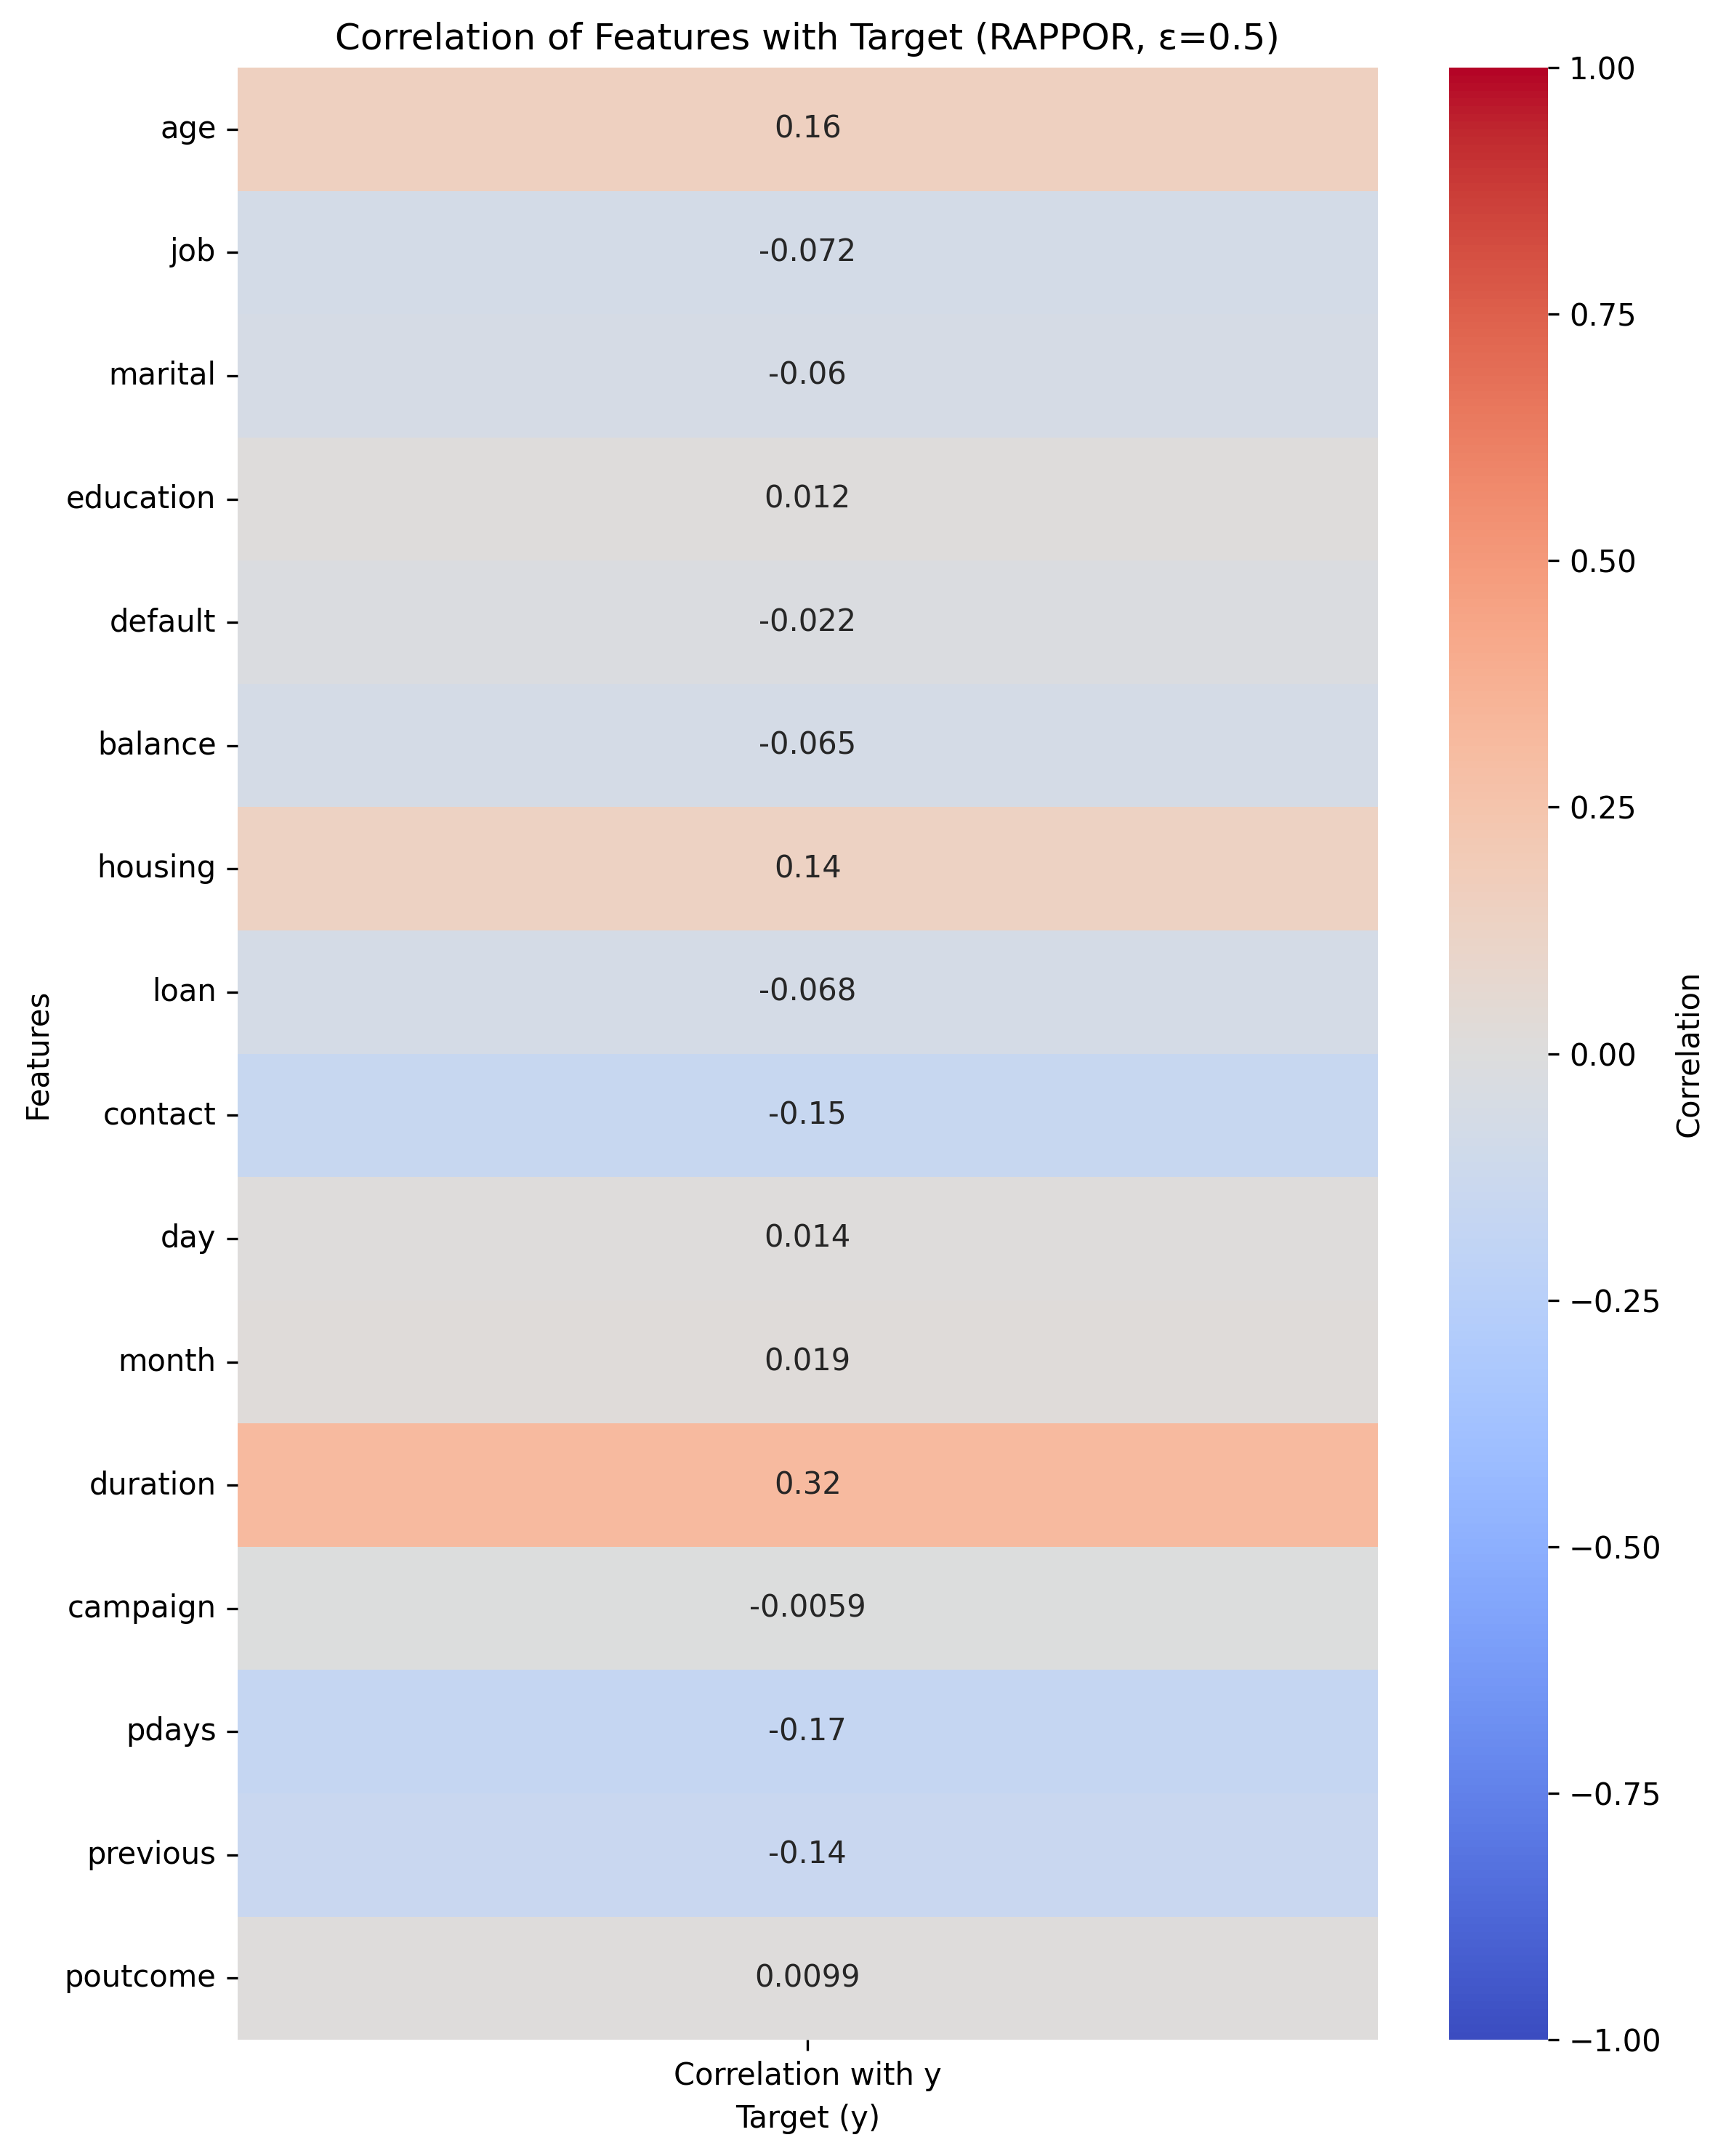 Correlation of Features with Target (RAPPOR, ε=0.5)
age 0.16
job -0.072
marital -0.06
education 0.012
default -0.022
balance -0.065
housing 0.14
loan -0.068
contact -0.15
day 0.014
month 0.019
duration 0.32
campaign -0.0059
pdays -0.17
previous -0.14
poutcome 0.0099
Features
Correlation with y
Target (y)
1.00
0.75
0.50
0.25
0.00
−0.25
−0.50
−0.75
−1.00
Correlation